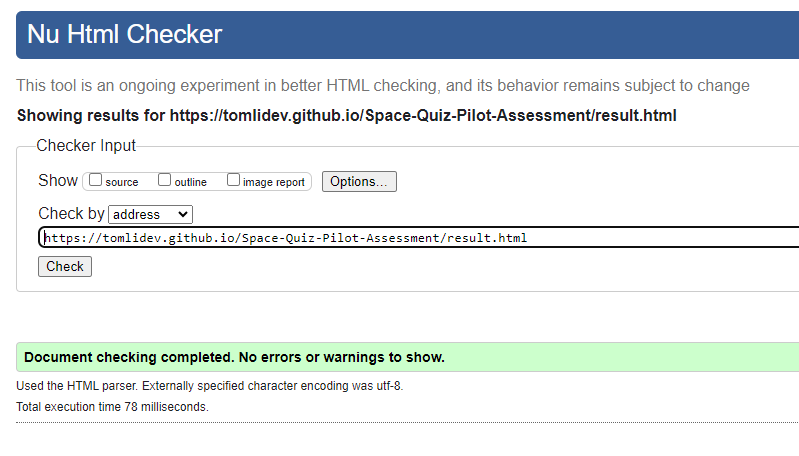 Nu Html Checker
This tool is an ongoing experiment in better HTML checking, and its behavior remains subject to change
Showing results for https://tomlidev.github.io/Space-Quiz-Pilot-Assessment/result.html
Checker Input
Show source outline image report Options...
Check by address
https://tomlidev.github.io/Space-Quiz-Pilot-Assessment/result.html
Check
Document checking completed. No errors or warnings to show.
Used the HTML parser. Externally specified character encoding was utf-8.
Total execution time 78 milliseconds.